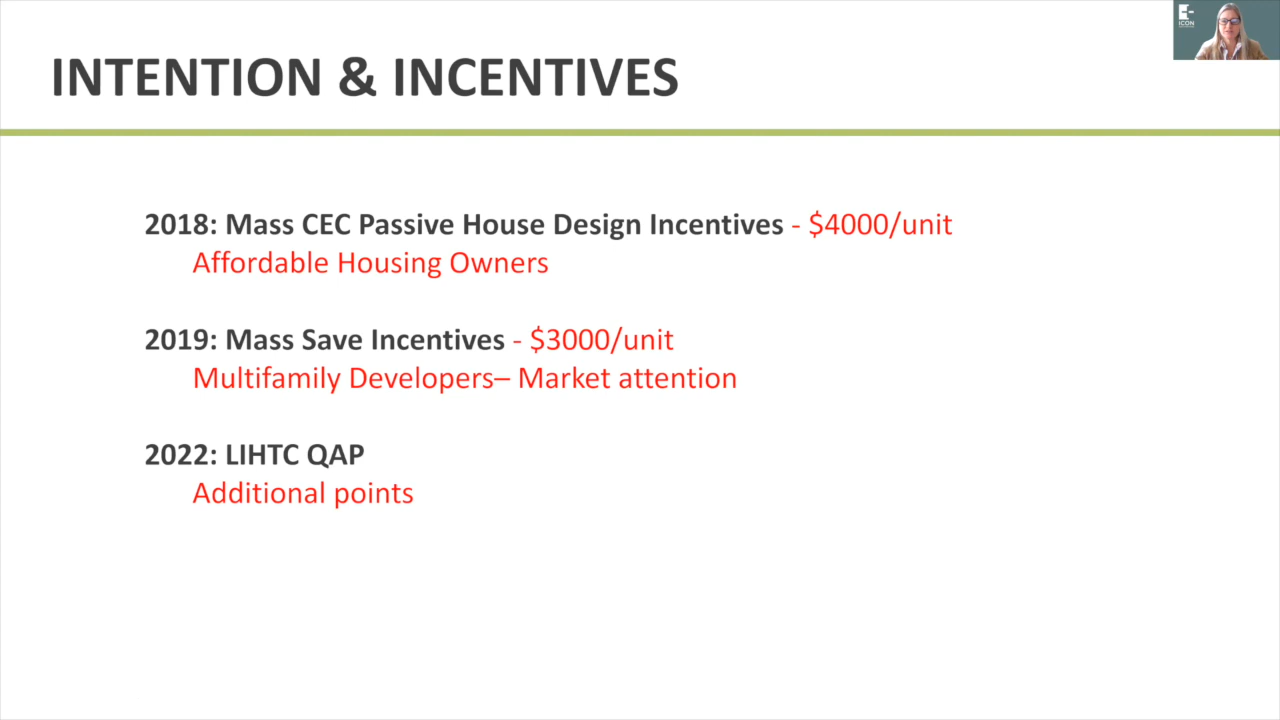 INTENTION & INCENTIVES
ICON
2018: Mass CEC Passive House Design Incentives - $4000/unit
Affordable Housing Owners
2019: Mass Save Incentives - $3000/unit
Multifamily Developers– Market attention
2022: LIHTC QAP
Additional points